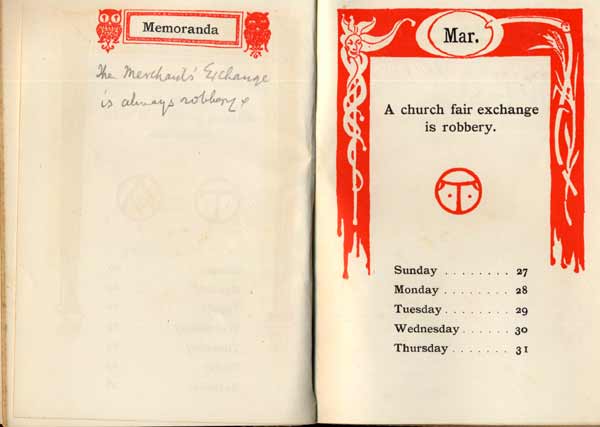 Memoranda
The Merchants' Exchange
is always robbery
Mar.
A church fair exchange
is robbery.
Sunday ........ 27
Monday ........ 28
Tuesday ........ 29
Wednesday ...... 30
Thursday ....... 31